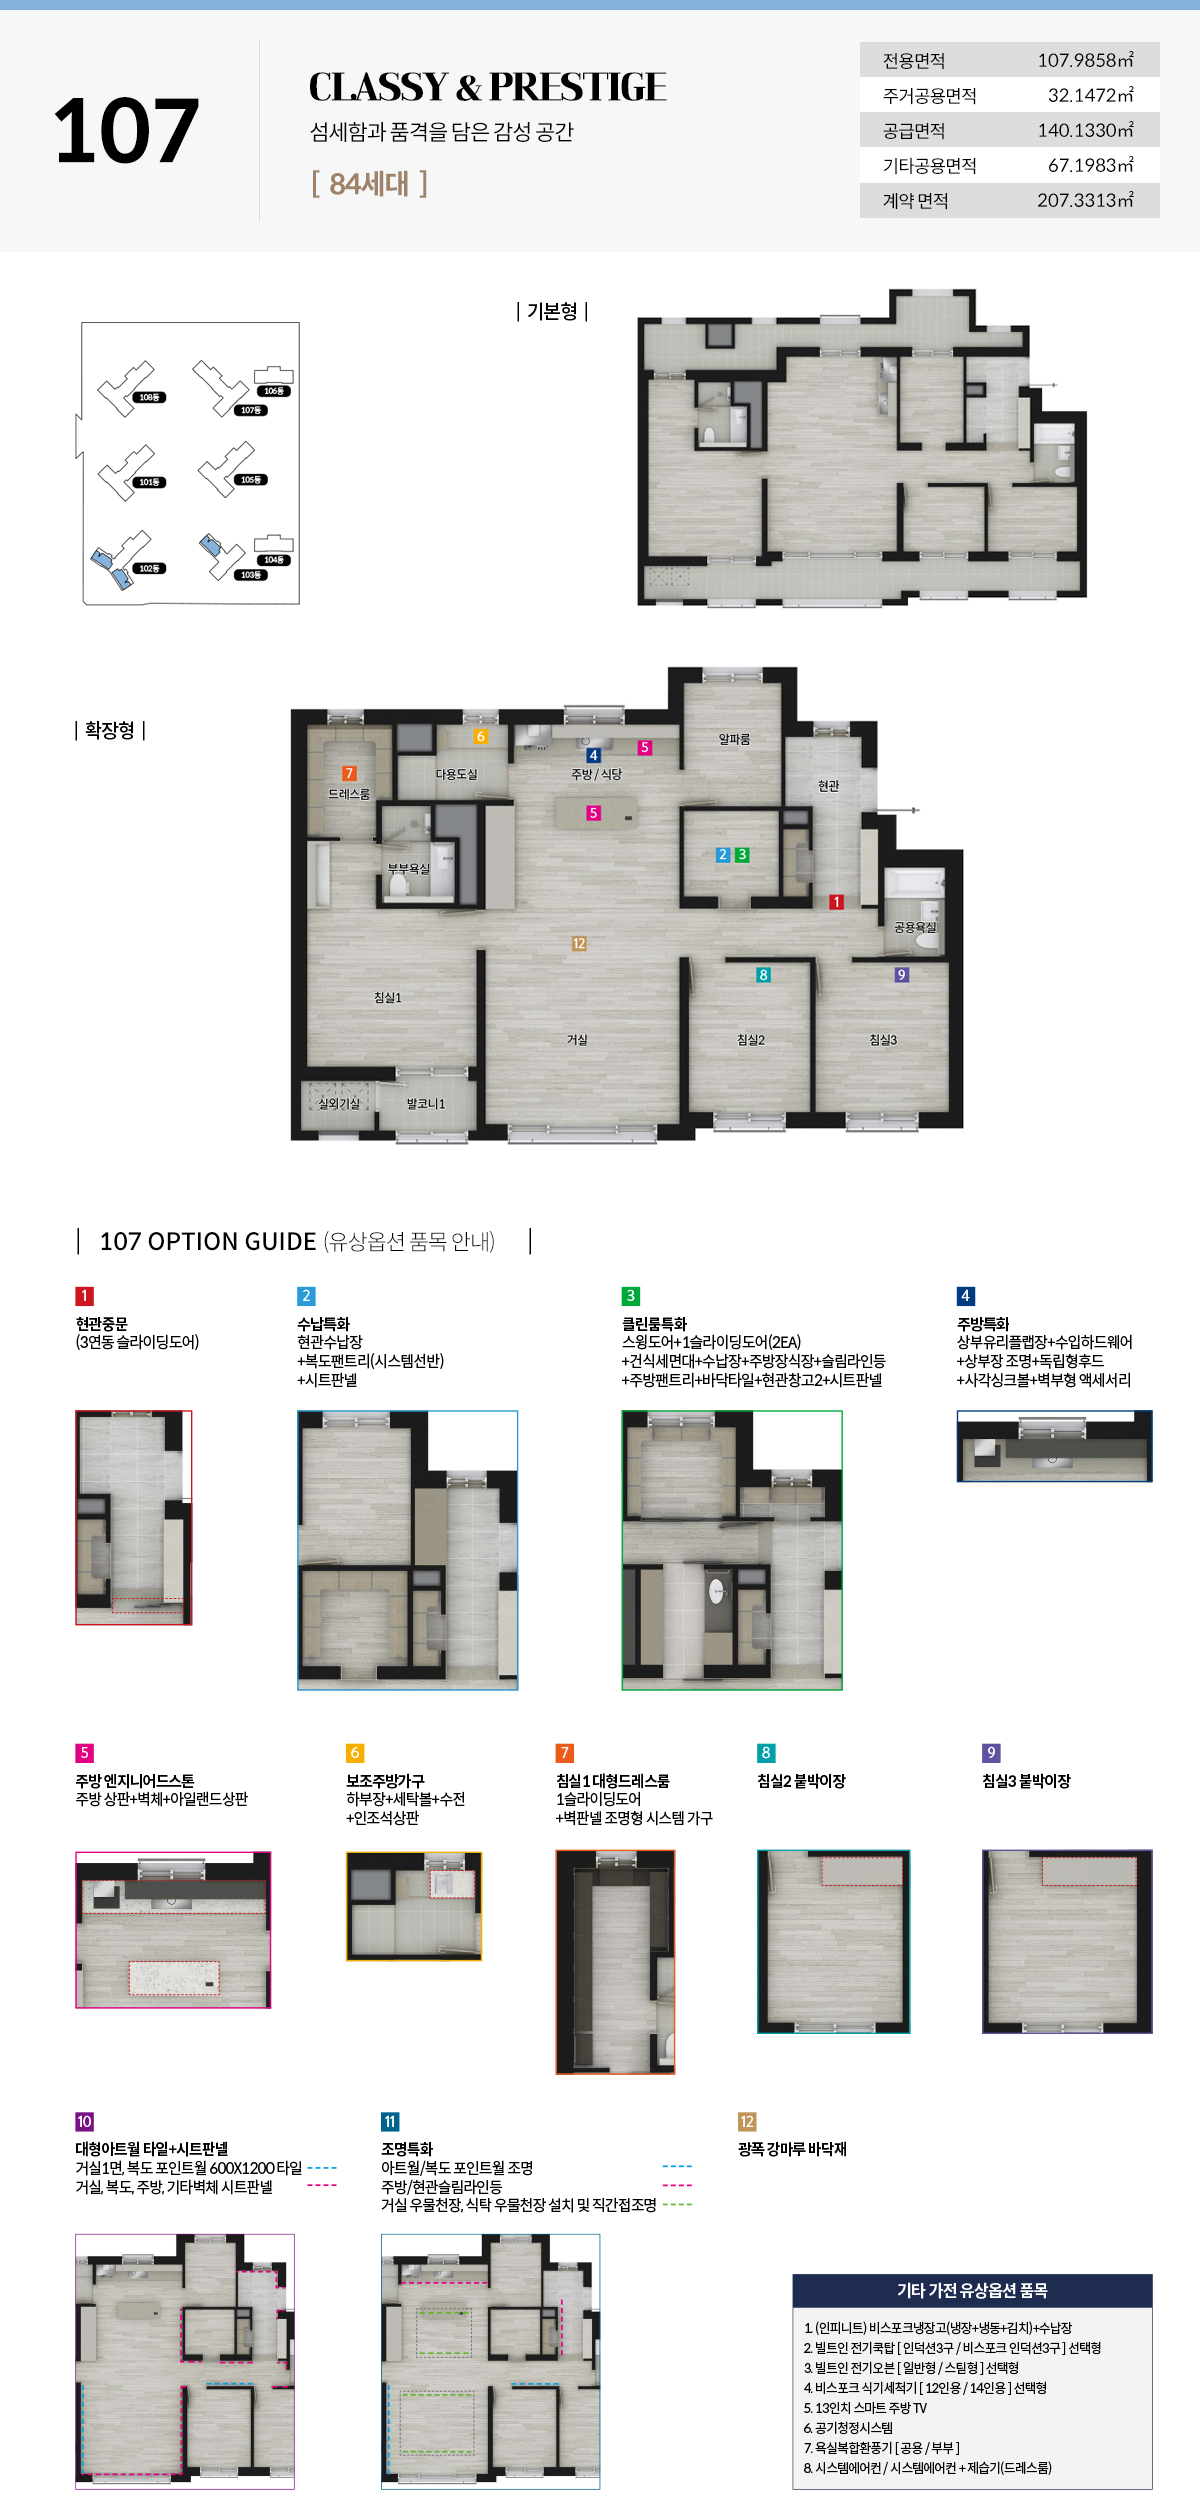 107
CLASSY & PRESTIGE
섬세함과 품격을 담은 감성 공간
[ 84세대 ]
전용면적 107.9858㎡
주거공용면적 32.1472㎡
공급면적 140.1330㎡
기타공용면적 67.1983㎡
계약 면적 207.3313㎡
| 기본형 |
108동
107동
106동
101동
105동
102동
103동
104동
| 확장형 |
6
4
5
알파룸
7
다용도실
주방 / 식당
현관
드레스룸
5
2 3
부부욕실
1
공용욕실
12
8
9
침실1
거실
침실2
침실3
실외기실
발코니1
| 107 OPTION GUIDE (유상옵션 품목 안내) |
1
현관중문
(3연동 슬라이딩도어)
2
수납특화
현관수납장
+복도팬트리(시스템선반)
+시트판넬
3
클린룸특화
스윙도어+1슬라이딩도어(2EA)
+건식세면대+수납장+주방장식장+슬림라인등
+주방팬트리+바닥타일+현관창고2+시트판넬
4
주방특화
상부유리플랩장+수입하드웨어
+상부장 조명+독립형후드
+사각싱크볼+벽부형 액세서리
5
주방 엔지니어드스톤
주방 상판+벽체+아일랜드상판
6
보조주방가구
하부장+세탁볼+수전
+인조석상판
7
침실1 대형드레스룸
1슬라이딩도어
+벽판넬 조명형 시스템 가구
8
침실2 붙박이장
9
침실3 붙박이장
10
대형아트월 타일+시트판넬
거실1면, 복도 포인트월 600X1200 타일
거실, 복도, 주방, 기타벽체 시트판넬
11
조명특화
아트월/복도 포인트월 조명
주방/현관슬림라인등
거실 우물천장, 식탁 우물천장 설치 및 직간접조명
12
광폭 강마루 바닥재
기타 가전 유상옵션 품목
1. (인피니트) 비스포크냉장고(냉장+냉동+김치)+수납장
2. 빌트인 전기쿡탑 [ 인덕션3구 / 비스포크 인덕션3구 ] 선택형
3. 빌트인 전기오븐 [ 일반형 / 스팀형 ] 선택형
4. 비스포크 식기세척기 [ 12인용 / 14인용 ] 선택형
5. 13인치 스마트 주방 TV
6. 공기청정시스템
7. 욕실복합환풍기 [ 공용 / 부부 ]
8. 시스템에어컨 / 시스템에어컨 + 제습기(드레스룸)